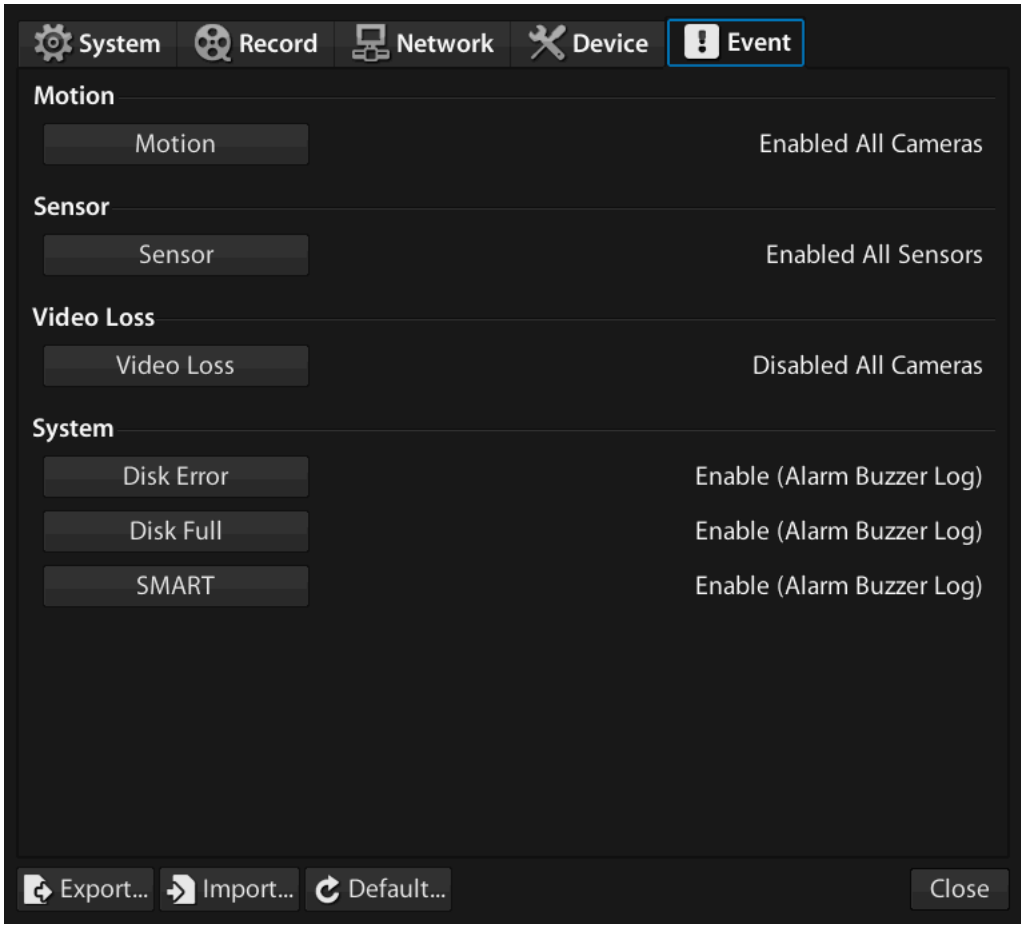 System Record Network Device Event
Motion
Motion Enabled All Cameras
Sensor
Sensor Enabled All Sensors
Video Loss
Video Loss Disabled All Cameras
System
Disk Error Enable (Alarm Buzzer Log)
Disk Full Enable (Alarm Buzzer Log)
SMART Enable (Alarm Buzzer Log)
Export... Import... Default... Close